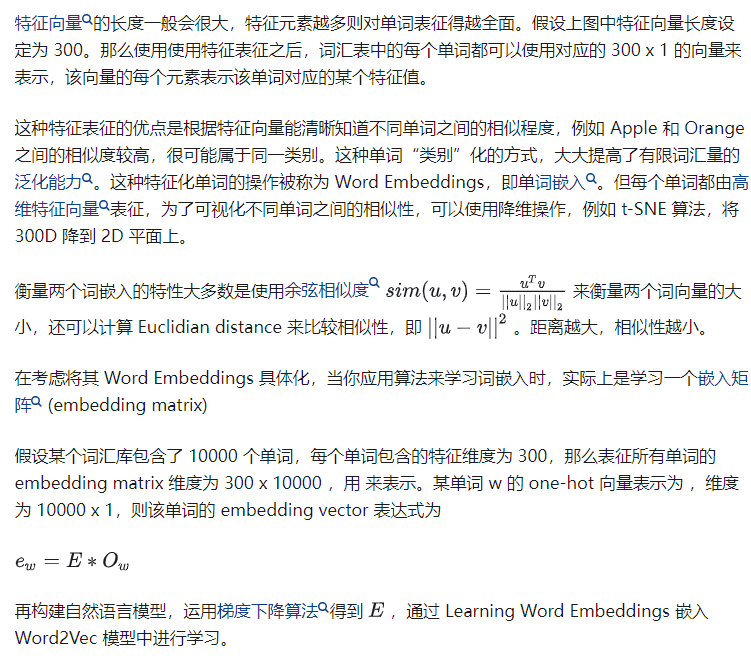 特征向量的长度一般会很大，特征元素越多则对单词表征得越全面。假设上图中特征向量长度设
定为 300。那么使用使用特征表征之后，词汇表中的每个单词都可以使用对应的 300 x 1 的向量来
表示，该向量的每个元素表示该单词对应的某个特征值。
这种特征表征的优点是根据特征向量能清晰知道不同单词之间的相似程度，例如 Apple 和 Orange
之间的相似度较高，很可能属于同一类别。这种单词“类别”化的方式，大大提高了有限词汇量的
泛化能力。这种特征化单词的操作被称为 Word Embeddings，即单词嵌入。但每个单词都由高
维特征向量表征，为了可视化不同单词之间的相似性，可以使用降维操作，例如 t-SNE 算法，将
300D 降到 2D 平面上。
衡量两个词嵌入的特性大多数是使用余弦相似度 $sim(u,v)=\frac{u^Tv}{||u||_2||v||_2}$ 来衡量两个词向量的大
小，还可以计算 Euclidian distance 来比较相似性，即 $||u-v||^2$ 。距离越大，相似性越小。
在考虑将其 Word Embeddings 具体化，当你应用算法来学习词嵌入时，实际上是学习一个嵌入矩
阵 (embedding matrix)
假设某个词汇库包含了 10000 个单词，每个单词包含的特征维度为 300，那么表征所有单词的
embedding matrix 维度为 300 x 10000 ，用 来表示。某单词 w 的 one-hot 向量表示为 ，维度
为 10000 x 1，则该单词的 embedding vector 表达式为
$e_w = E * O_w$
再构建自然语言模型，运用梯度下降算法得到 $E$ ，通过 Learning Word Embeddings 嵌入
Word2Vec 模型中进行学习。